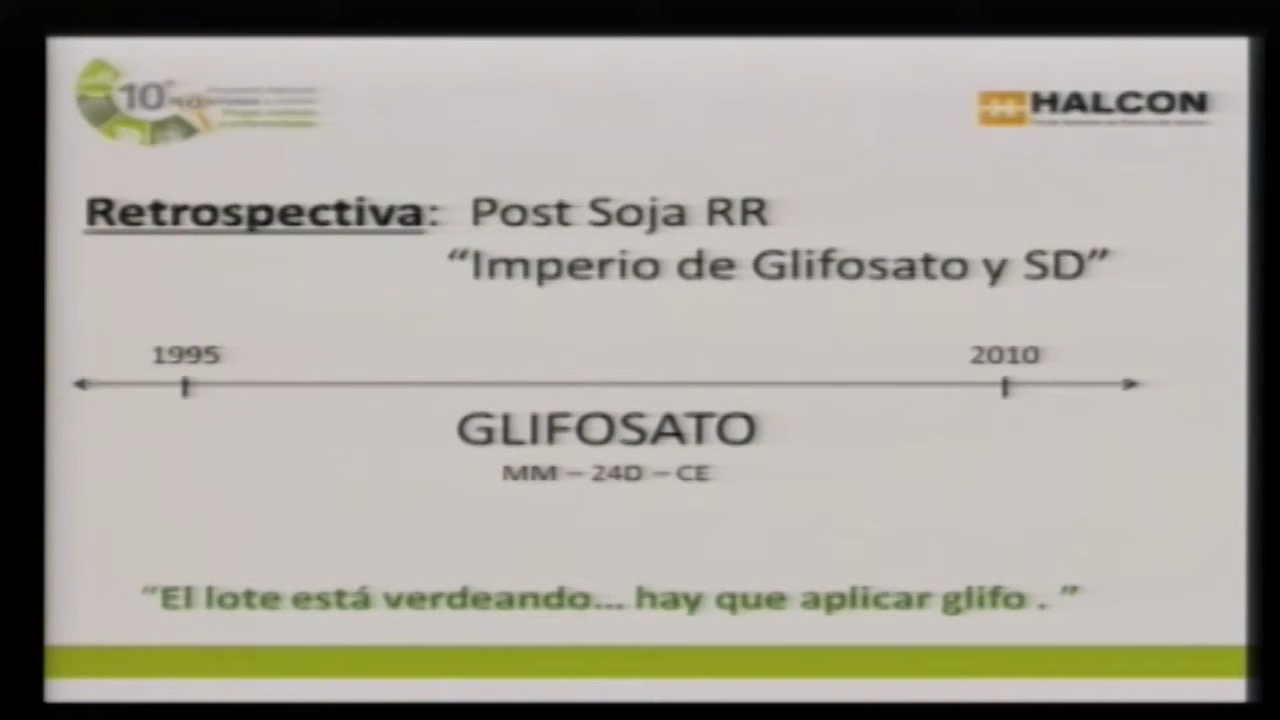 10°
HALCON
Retrospectiva: Post Soja RR
“Imperio de Glifosato y SD”
1995 2010
GLIFOSATO
MM – 24D – CE
“El lote está verdeando... hay que aplicar glifo . ”